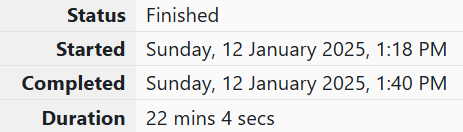 Status Finished
Started Sunday, 12 January 2025, 1:18 PM
Completed Sunday, 12 January 2025, 1:40 PM
Duration 22 mins 4 secs